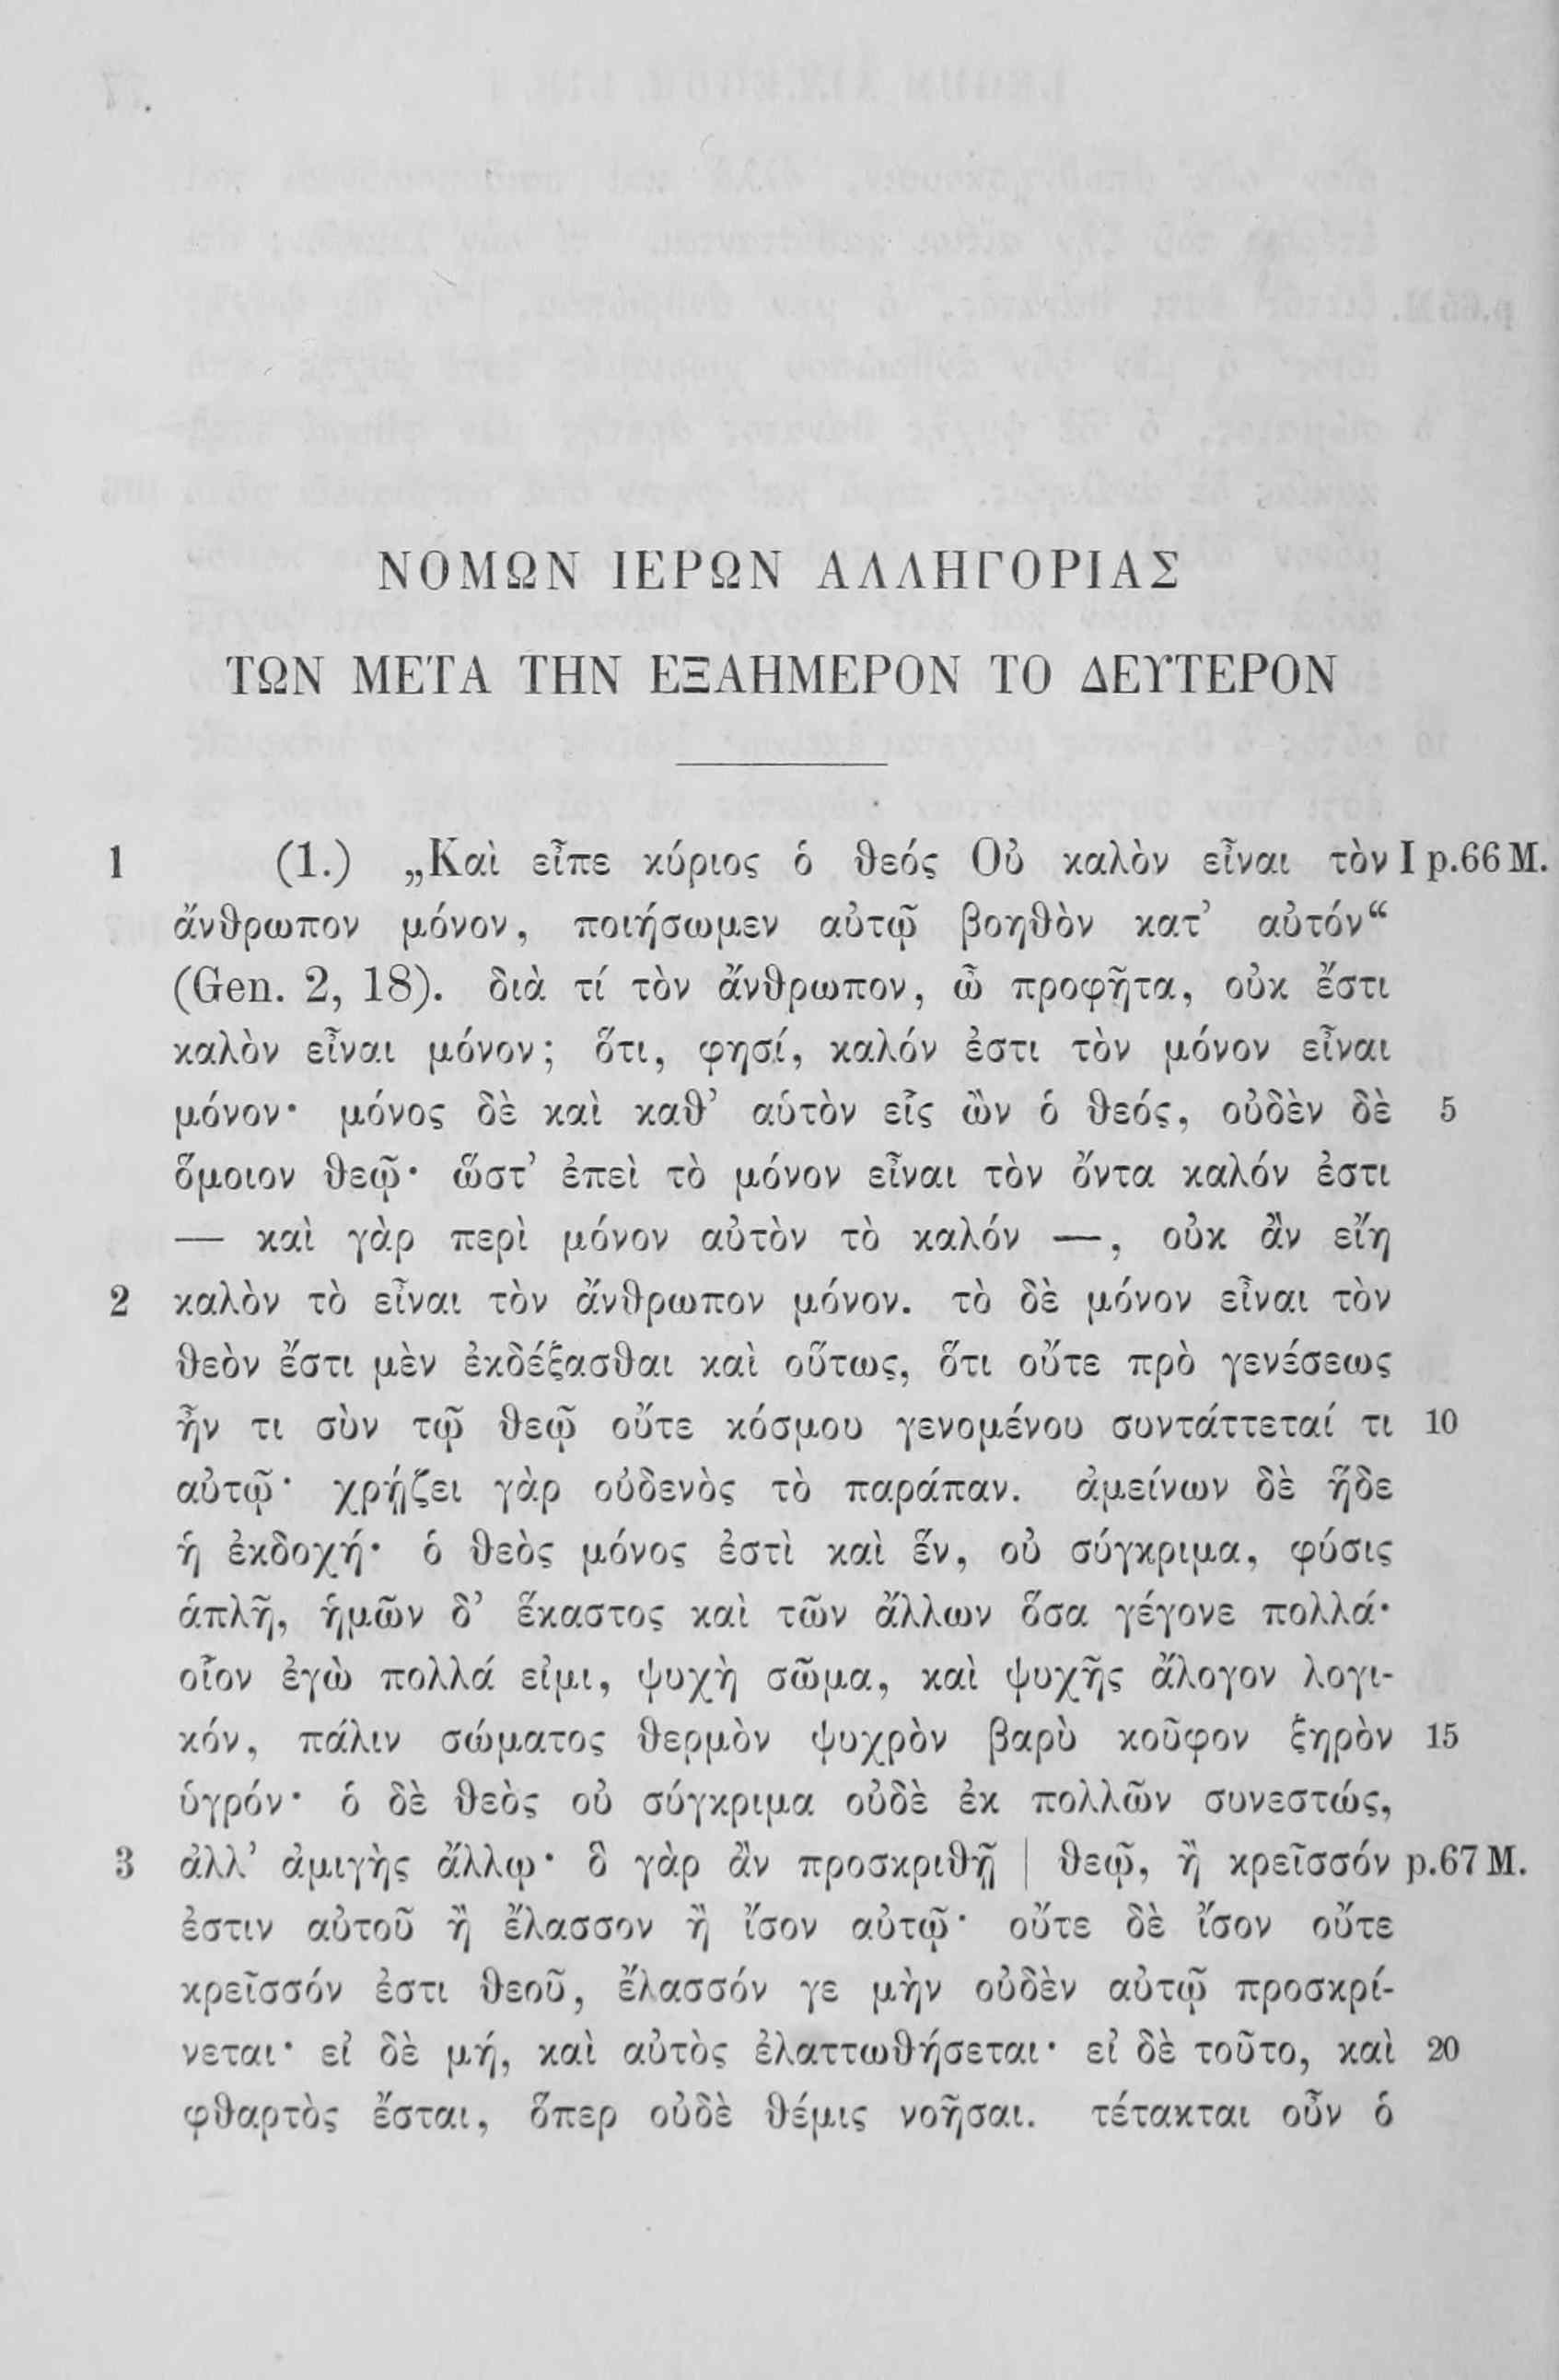 ΝΟΜΩΝ ΙΕΡΩΝ ΑΛΛΗΓΟΡΙΑΣ
ΤΩΝ ΜΕΤΑ ΤΗΝ ΕΞΑΗΜΕΡΟΝ ΤΟ ΔΕΥΤΕΡΟΝ
1 (1.) „Καὶ εἶπε κύριος ὁ θεός Οὐ καλὸν εἶναι τὸν I p.66 M.
ἄνθρωπον μόνον, ποιήσωμεν αὐτῷ βοηθὸν κατ’ αὐτόν“
(Gen. 2, 18). διὰ τί τὸν ἄνθρωπον, ὦ προφῆτα, οὐκ ἔστι
καλὸν εἶναι μόνον; ὅτι, φησί, καλόν ἐστι τὸν μόνον εἶναι
μόνον· μόνος δὲ καὶ καθ’ αὑτὸν εἷς ὢν ὁ θεός, οὐδὲν δὲ 5
ὅμοιον θεῷ· ὥστ’ ἐπεὶ τὸ μόνον εἶναι τὸν ὄντα καλόν ἐστι
— καὶ γὰρ περὶ μόνον αὐτὸν τὸ καλόν —, οὐκ ἂν εἴη
2 καλὸν τὸ εἶναι τὸν ἄνθρωπον μόνον. τὸ δὲ μόνον εἶναι τὸν
θεὸν ἔστι μὲν ἐκδέξασθαι καὶ οὕτως, ὅτι οὔτε πρὸ γενέσεως
ἦν τι σὺν τῷ θεῷ οὔτε κόσμου γενομένου συντάττεταί τι 10
αὐτῷ· χρῄζει γὰρ οὐδενὸς τὸ παράπαν. ἀμείνων δὲ ἥδε
ἡ ἐκδοχή· ὁ θεὸς μόνος ἐστὶ καὶ ἕν, οὐ σύγκριμα, φύσις
ἁπλῆ, ἡμῶν δ’ ἕκαστος καὶ τῶν ἄλλων ὅσα γέγονε πολλά·
οἷον ἐγὼ πολλά εἰμι, ψυχὴ σῶμα, καὶ ψυχῆς ἄλογον λογι-
κόν, πάλιν σώματος θερμὸν ψυχρὸν βαρὺ κοῦφον ξηρὸν 15
ὑγρόν· ὁ δὲ θεὸς οὐ σύγκριμα οὐδὲ ἐκ πολλῶν συνεστώς,
3 ἀλλ’ ἀμιγὴς ἄλλῳ· ὃ γὰρ ἂν προσκριθῇ | θεῷ, ἢ κρεῖσσόν p.67 M.
ἐστιν αὐτοῦ ἢ ἔλασσον ἢ ἴσον αὐτῷ· οὔτε δὲ ἴσον οὔτε
κρεῖσσόν ἐστι θεοῦ, ἔλασσόν γε μὴν οὐδὲν αὐτῷ προσκρί-
νεται· εἰ δὲ μή, καὶ αὐτὸς ἐλαττωθήσεται· εἰ δὲ τοῦτο, καὶ 20
φθαρτὸς ἔσται, ὅπερ οὐδὲ θέμις νοῆσαι. τέτακται οὖν ὁ